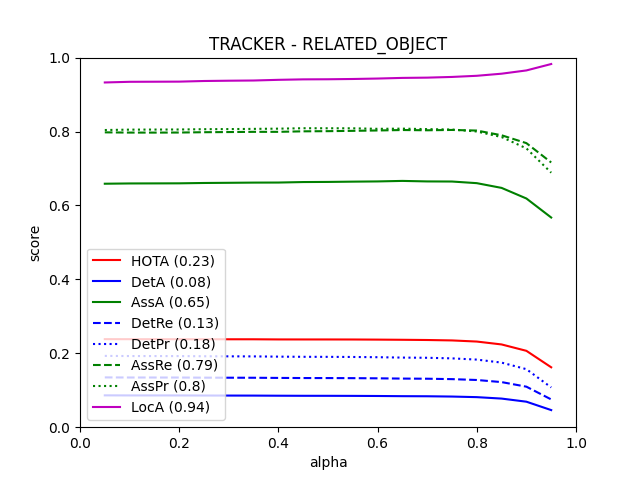 TRACKER - RELATED_OBJECT
1.0
0.8
0.6
0.4
0.2
0.0
score
HOTA (0.23)
DetA (0.08)
AssA (0.65)
DetRe (0.13)
DetPr (0.18)
AssRe (0.79)
AssPr (0.8)
LocA (0.94)
0.0 0.2 0.4 0.6 0.8 1.0
alpha